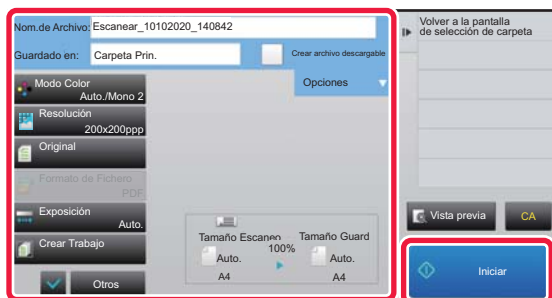 Nom.de Archivo: Escanear_10102020_140842
Guardado en: Carpeta Prin.
Crear archivo descargable
Opciones
Modo Color
Auto./Mono 2
Resolución
200x200ppp
Original
Formato de Fichero
PDF
Exposición
Auto.
Crear Trabajo
Otros
Tamaño Escaneo
100%
Tamaño Guard
Auto.
Auto.
A4
A4
Volver a la pantalla
de selección de carpeta
Vista previa
CA
Iniciar